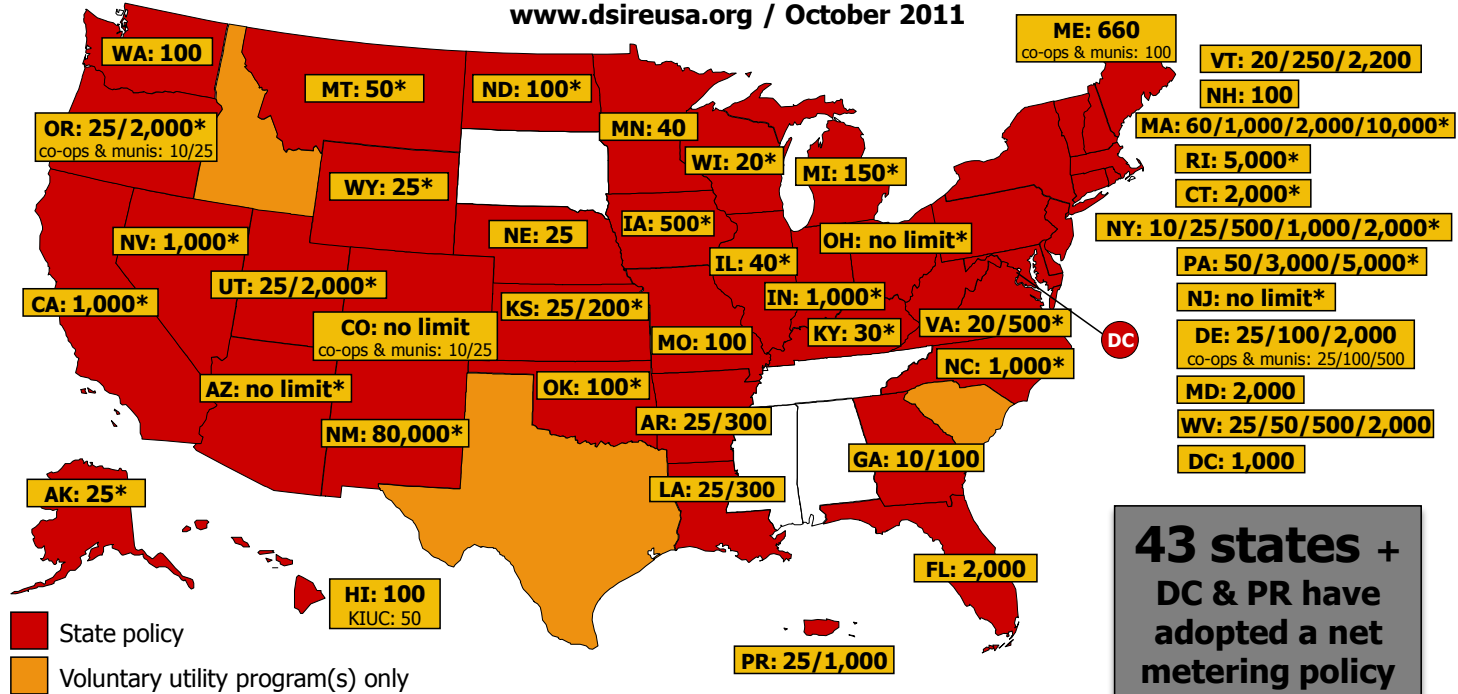 www.dsireusa.org / October 2011
WA: 100
OR: 25/2,000*
co-ops & munis: 10/25
MT: 50*
ND: 100*
MN: 40
WI: 20*
MI: 150*
ME: 660
co-ops & munis: 100
VT: 20/250/2,200
NH: 100
MA: 60/1,000/2,000/10,000*
RI: 5,000*
CT: 2,000*
NY: 10/25/500/1,000/2,000*
PA: 50/3,000/5,000*
NJ: no limit*
DE: 25/100/2,000
co-ops & munis: 25/100/500
MD: 2,000
WV: 25/50/500/2,000
DC: 1,000
WY: 25*
NE: 25
IA: 500*
IL: 40*
OH: no limit*
NV: 1,000*
UT: 25/2,000*
CA: 1,000*
CO: no limit
co-ops & munis: 10/25
KS: 25/200*
MO: 100
IN: 1,000*
KY: 30*
VA: 20/500*
DC
NC: 1,000*
AZ: no limit*
NM: 80,000*
OK: 100*
AR: 25/300
LA: 25/300
GA: 10/100
FL: 2,000
AK: 25*
HI: 100
KIUC: 50
PR: 25/1,000
State policy
Voluntary utility program(s) only
43 states +
DC & PR have
adopted a net
metering policy